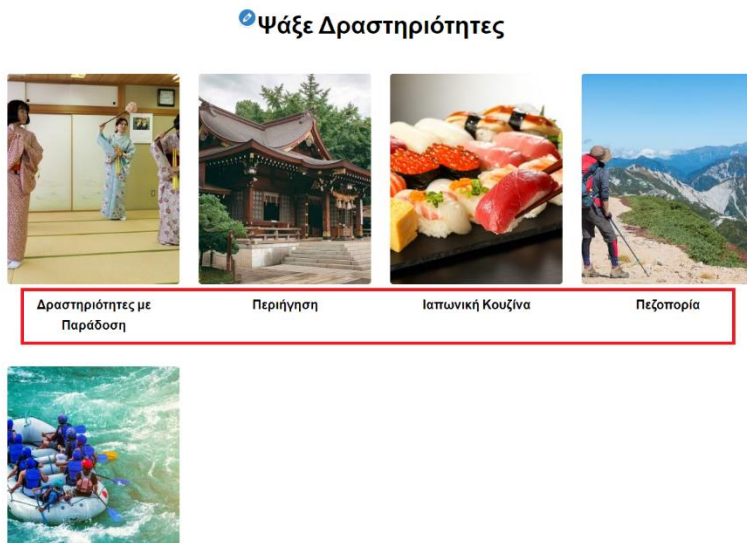 Ψάξε Δραστηριότητες
Δραστηριότητες με
Παράδοση
Περιήγηση
Ιαπωνική Κουζίνα
Πεζοπορία